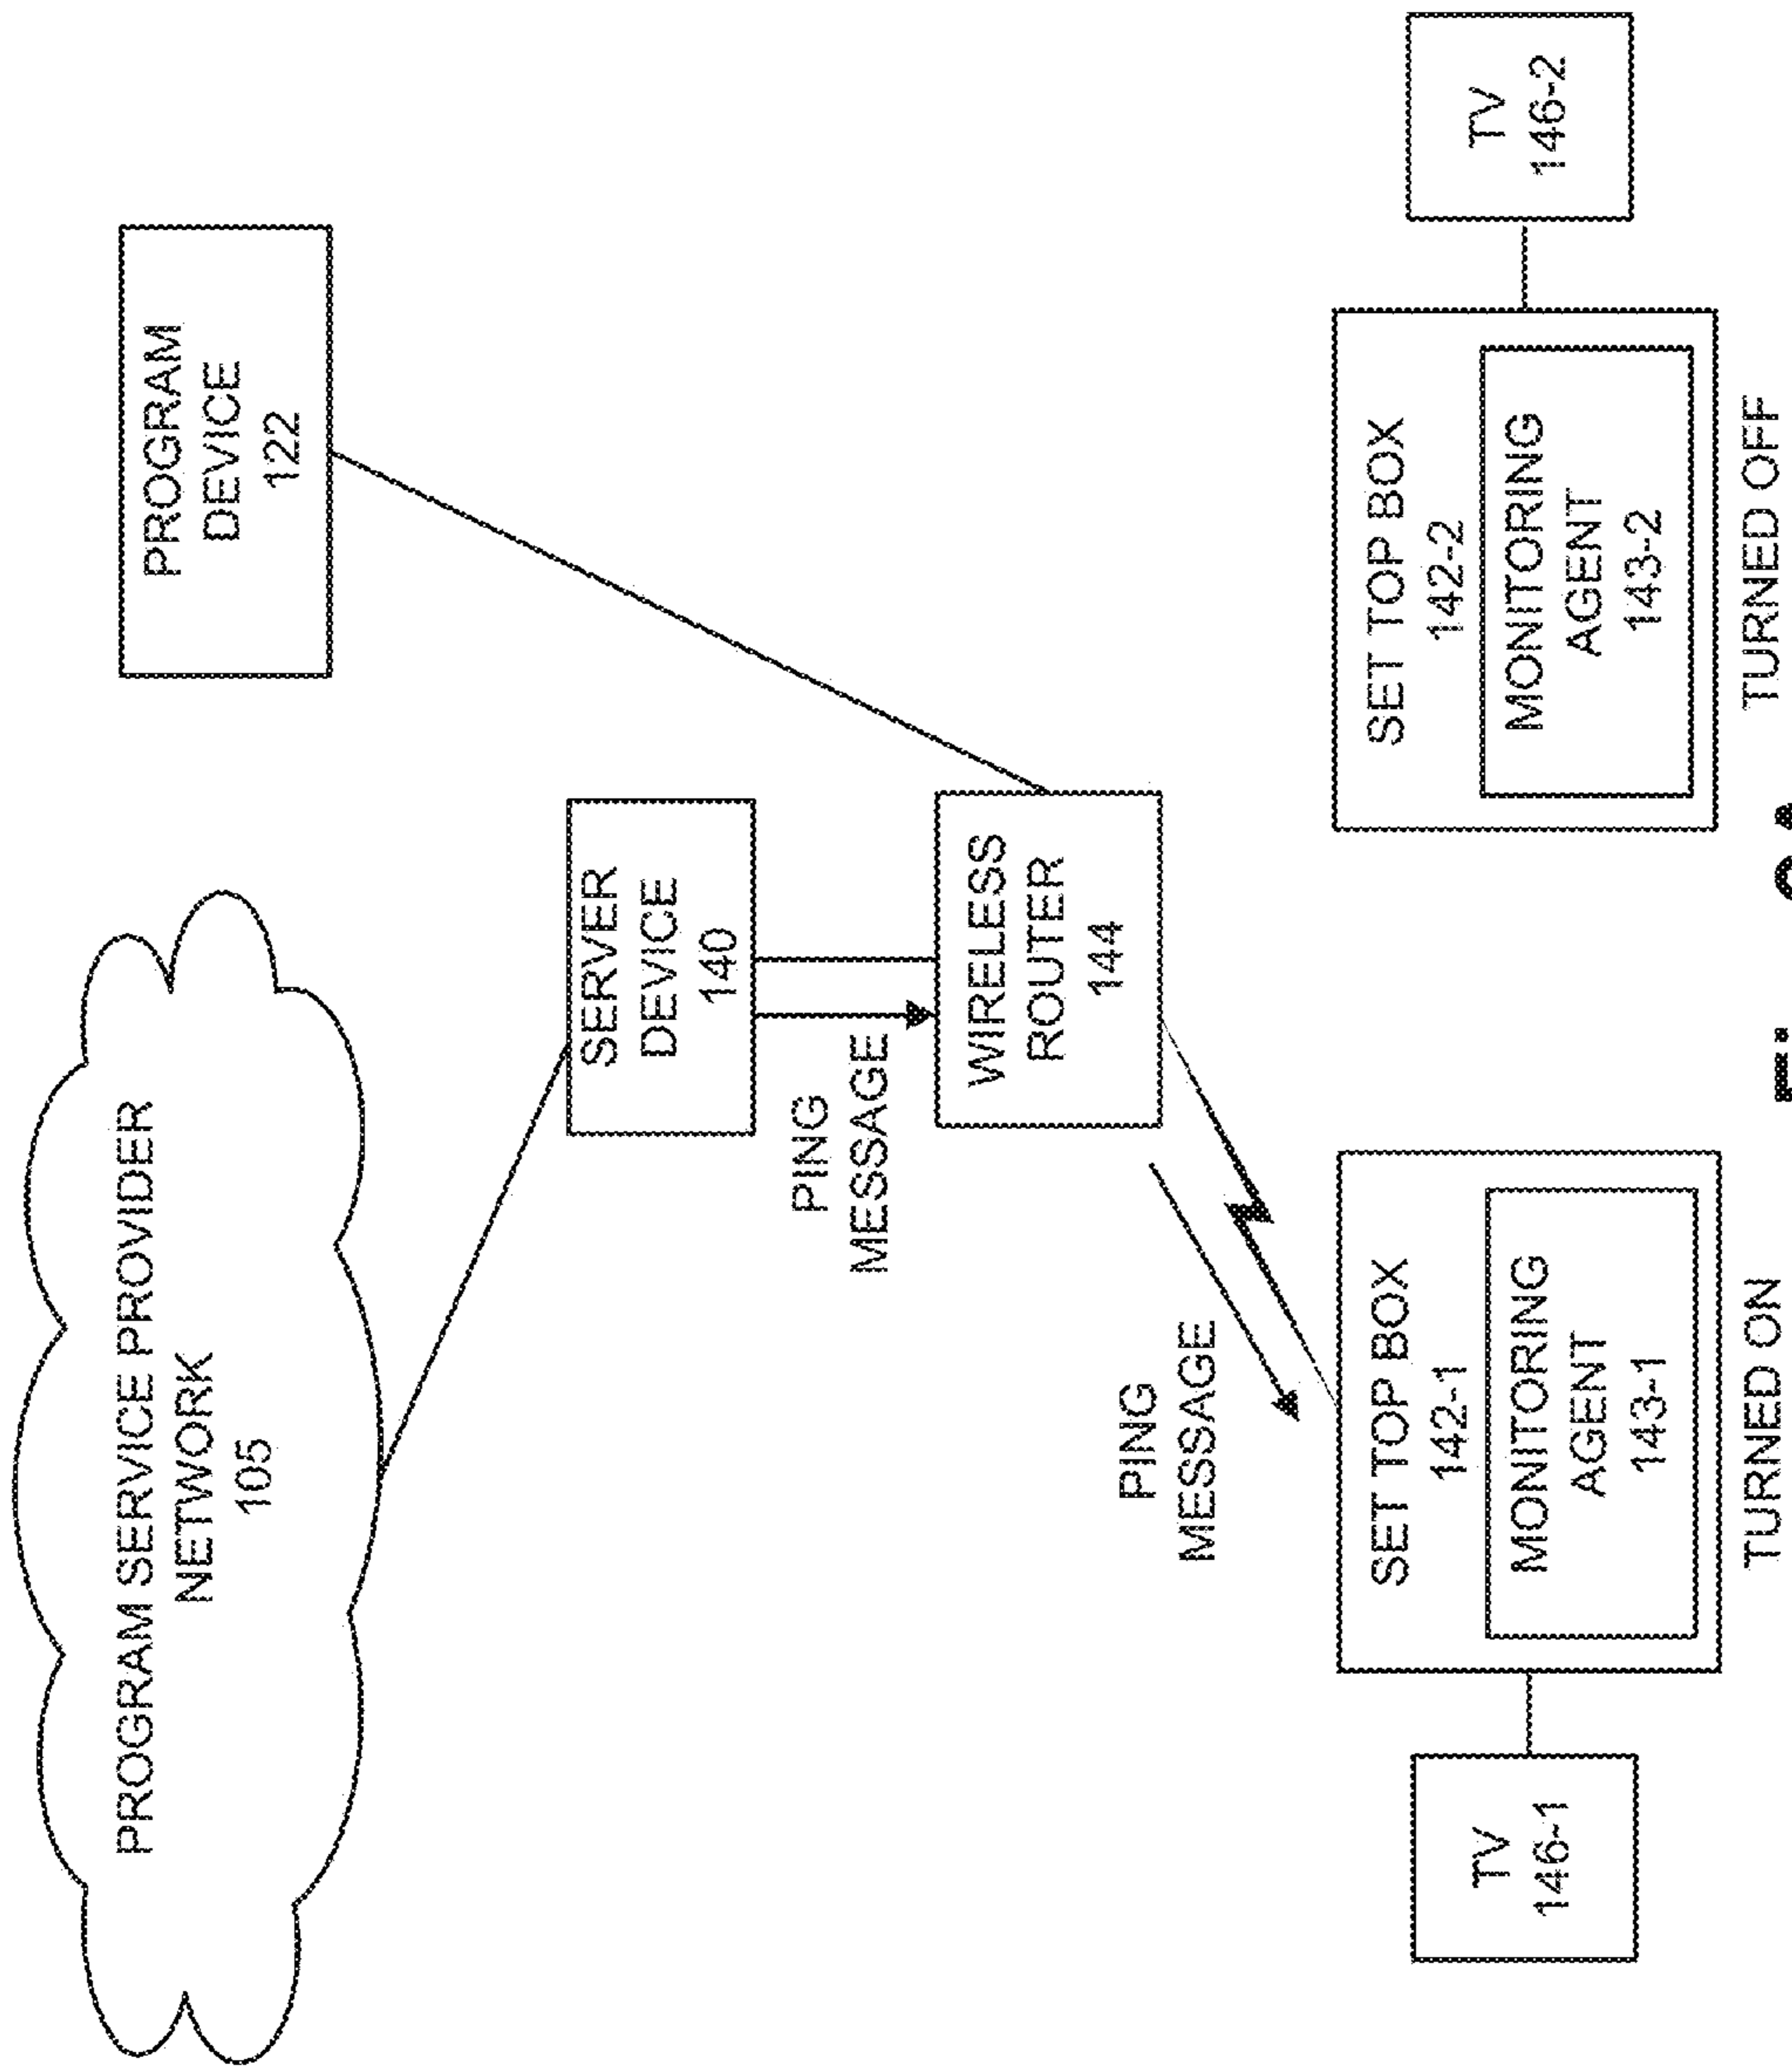 PROGRAM SERVICE PROVIDER
NETWORK
105
PROGRAM
DEVICE
122
SERVER
DEVICE
140
PING
MESSAGE
WIRELESS
ROUTER
144
PING
MESSAGE
TV
146-1
SET TOP BOX
142-1
MONITORING
AGENT
143-1
TURNED ON
SET TOP BOX
142-2
MONITORING
AGENT
143-2
TURNED OFF
TV
146-2